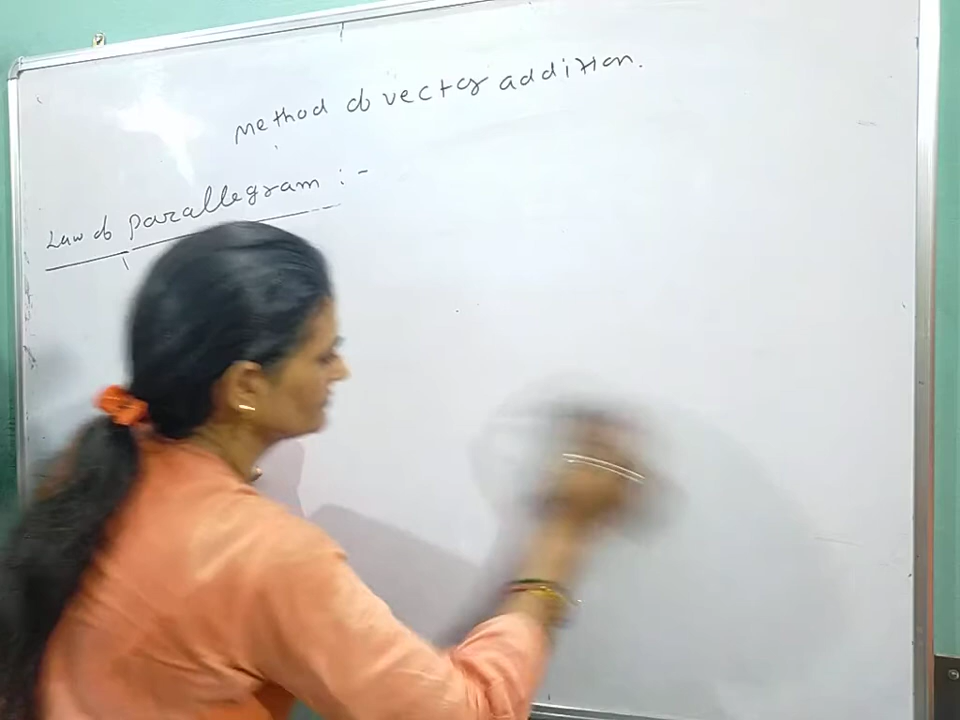 Method of vector addition.
Law of parallegram :-